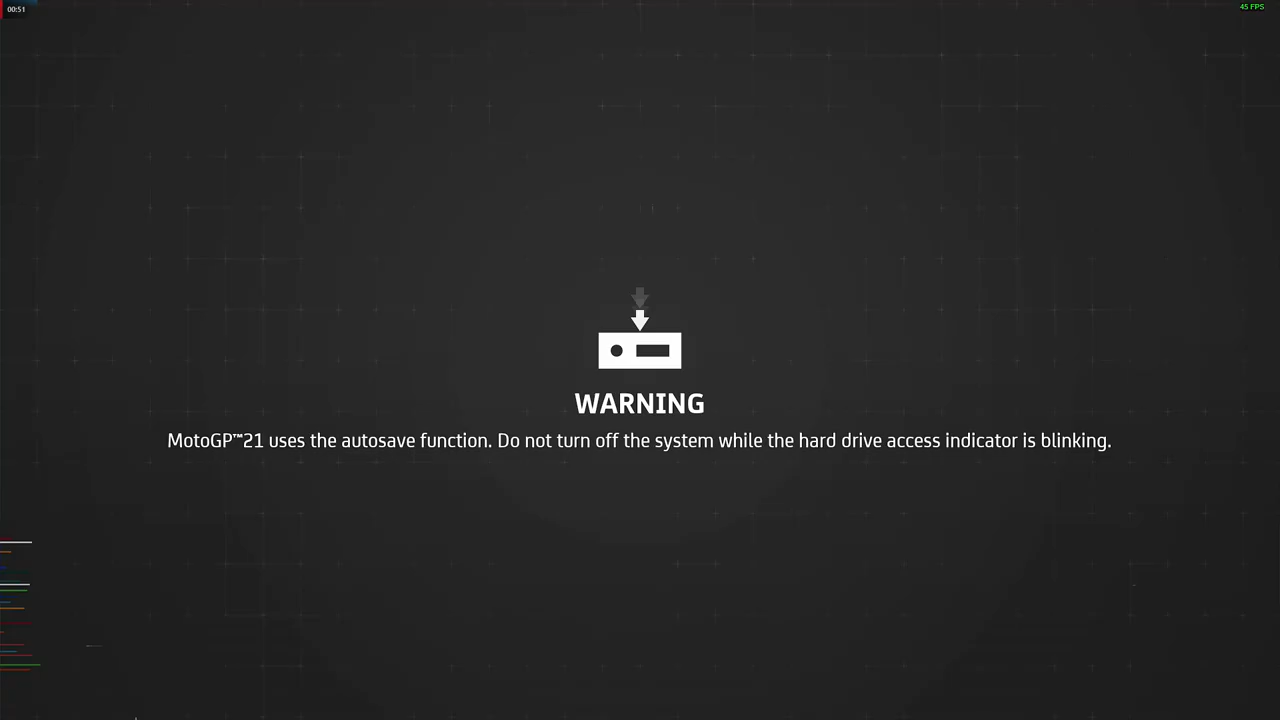 00:51
45 FPS
WARNING
MotoGP™21 uses the autosave function. Do not turn off the system while the hard drive access indicator is blinking.